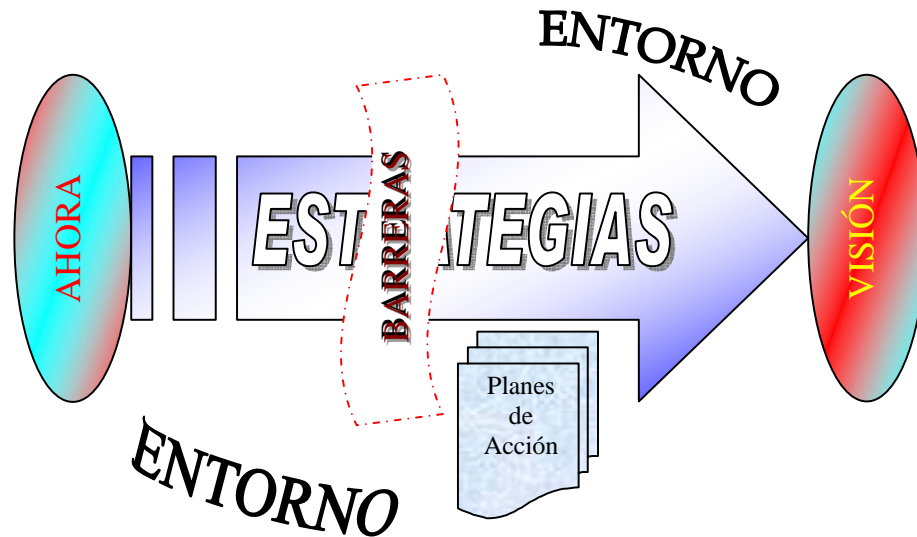 ENTORNO
AHORA
ESTRATEGIAS
BARRERAS
VISIÓN
Planes
de
Acción
ENTORNO